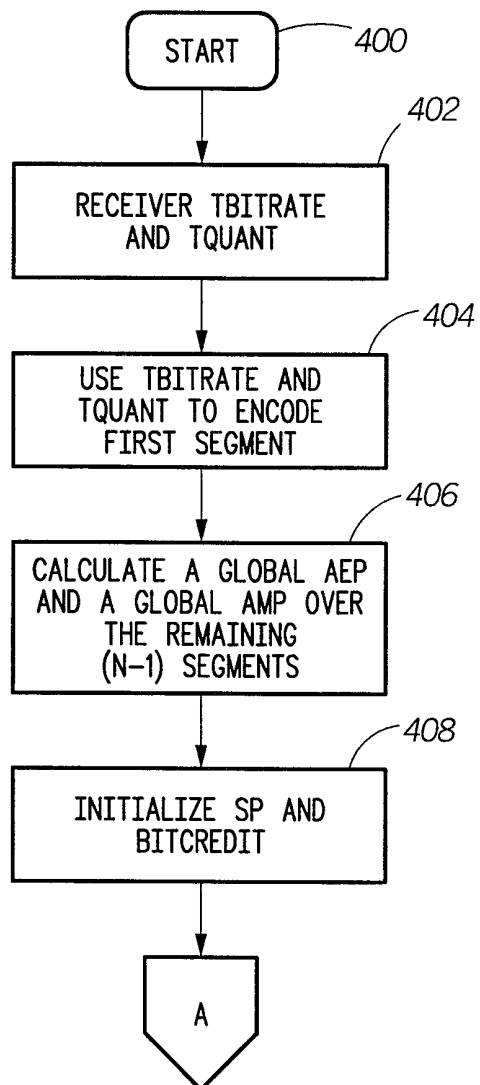 START
400
402
RECEIVER TBITRATE
AND TQUANT
404
USE TBITRATE AND
TQUANT TO ENCODE
FIRST SEGMENT
406
CALCULATE A GLOBAL AEP
AND A GLOBAL AMP OVER
THE REMAINING
(N-1) SEGMENTS
408
INITIALIZE SP AND
BITCREDIT
A